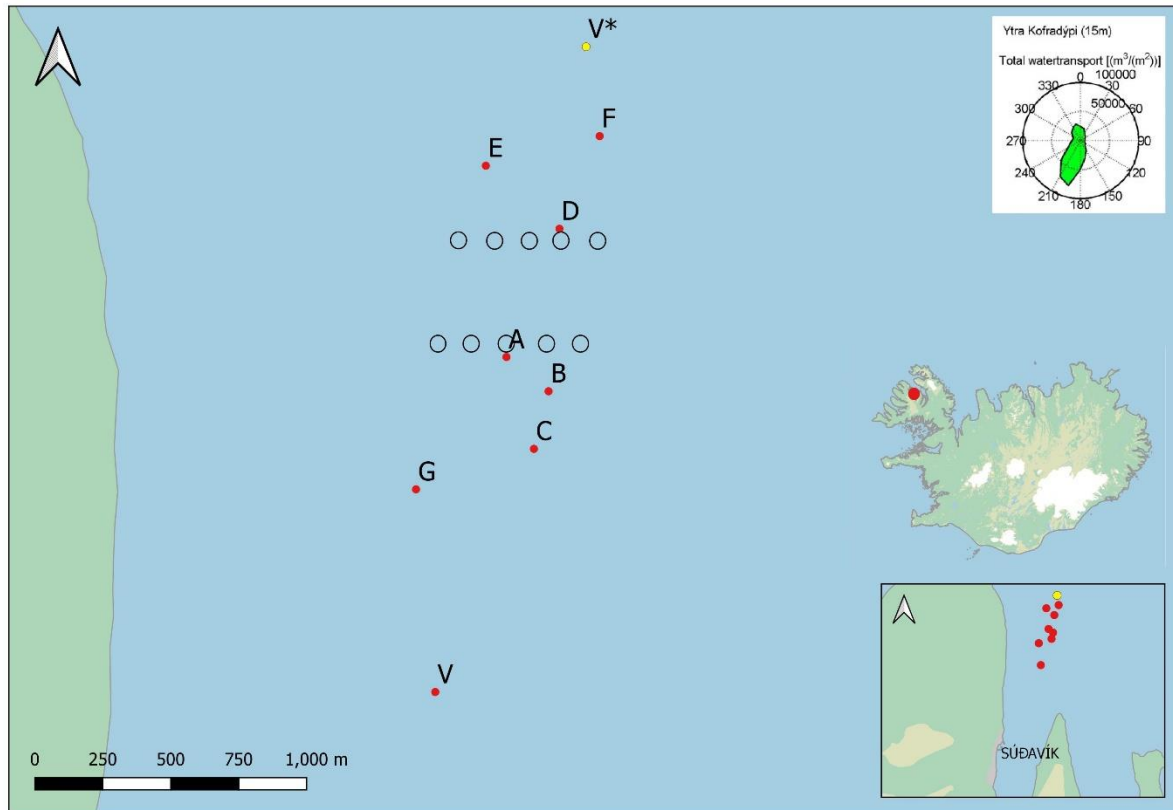 V*
F
E
D
A
B
C
G
V
0 250 500 750 1,000 m
Ytra Kofradýpi (15m)
Total watertransport [(m³/(m²))]
0
100000
330
30
50000
300
60
270
90
240
120
210
150
180
SÚÐAVÍK